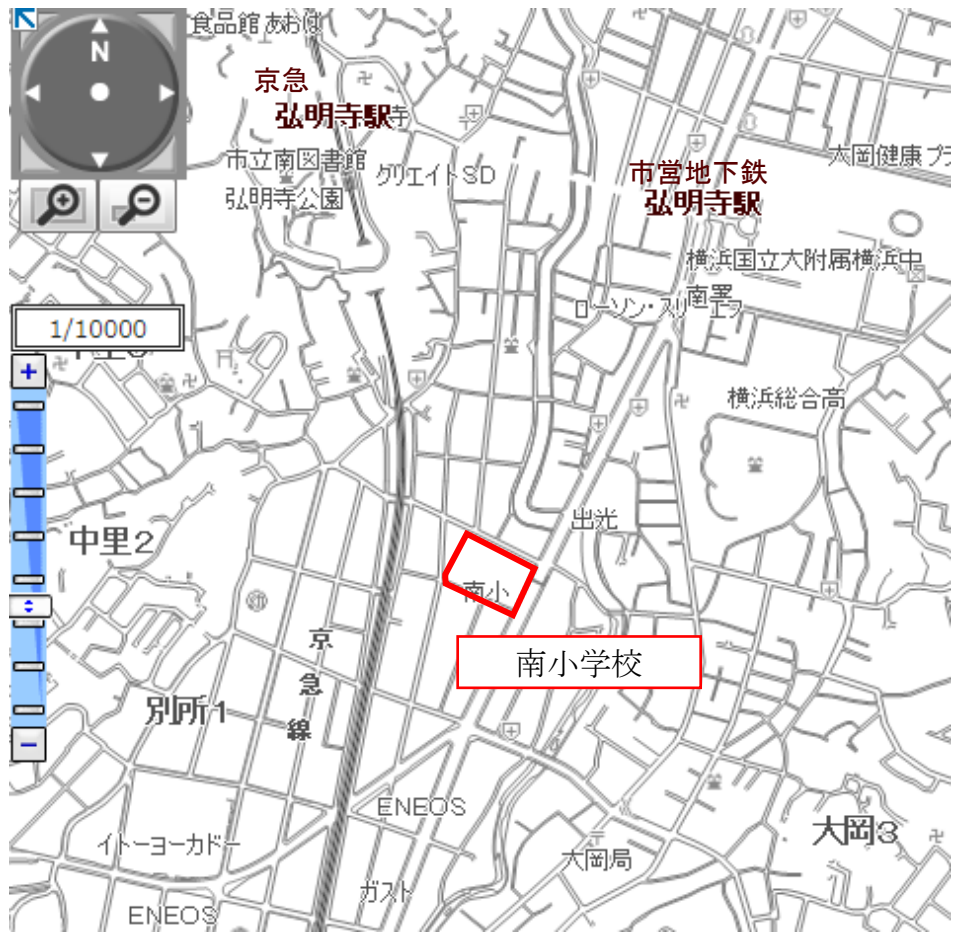 食品館あおば
N
京急
弘明寺駅
寺
市立南図書館
弘明寺公園
クリエイトSD
市営地下鉄
弘明寺駅
大岡健康プラ
横浜国立大附属横浜中
南署
ローソン・スリーエフ
1/10000
横浜総合高
出光
中里2
南小
南小学校
京急線
別所1
ENEOS
イトーヨーカドー
大岡3
大岡局
ガスト
ENEOS